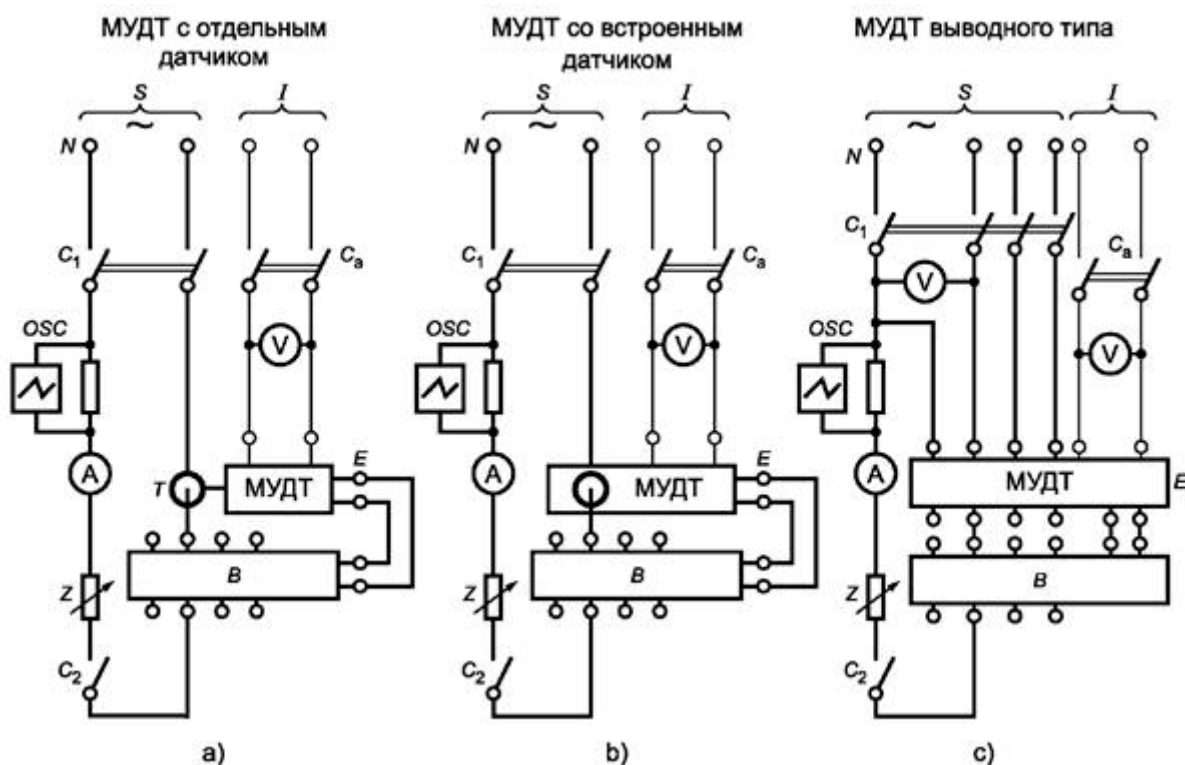 МУДТ с отдельным
датчиком
S
I
~
N
C1
Ca
V
OSC
A
T
МУДТ
E
B
Z
C2
a)
МУДТ со встроенным
датчиком
S
I
~
N
C1
Ca
V
OSC
A
МУДТ
E
B
Z
C2
b)
МУДТ выводного типа
S
I
~
N
C1
Ca
V
V
OSC
A
МУДТ
E
B
Z
C2
c)